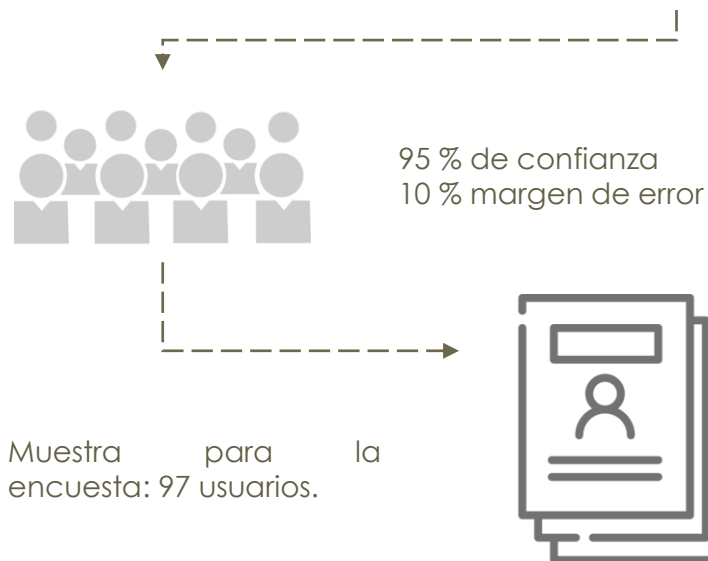 95 % de confianza
10 % margen de error
Muestra para la
encuesta: 97 usuarios.